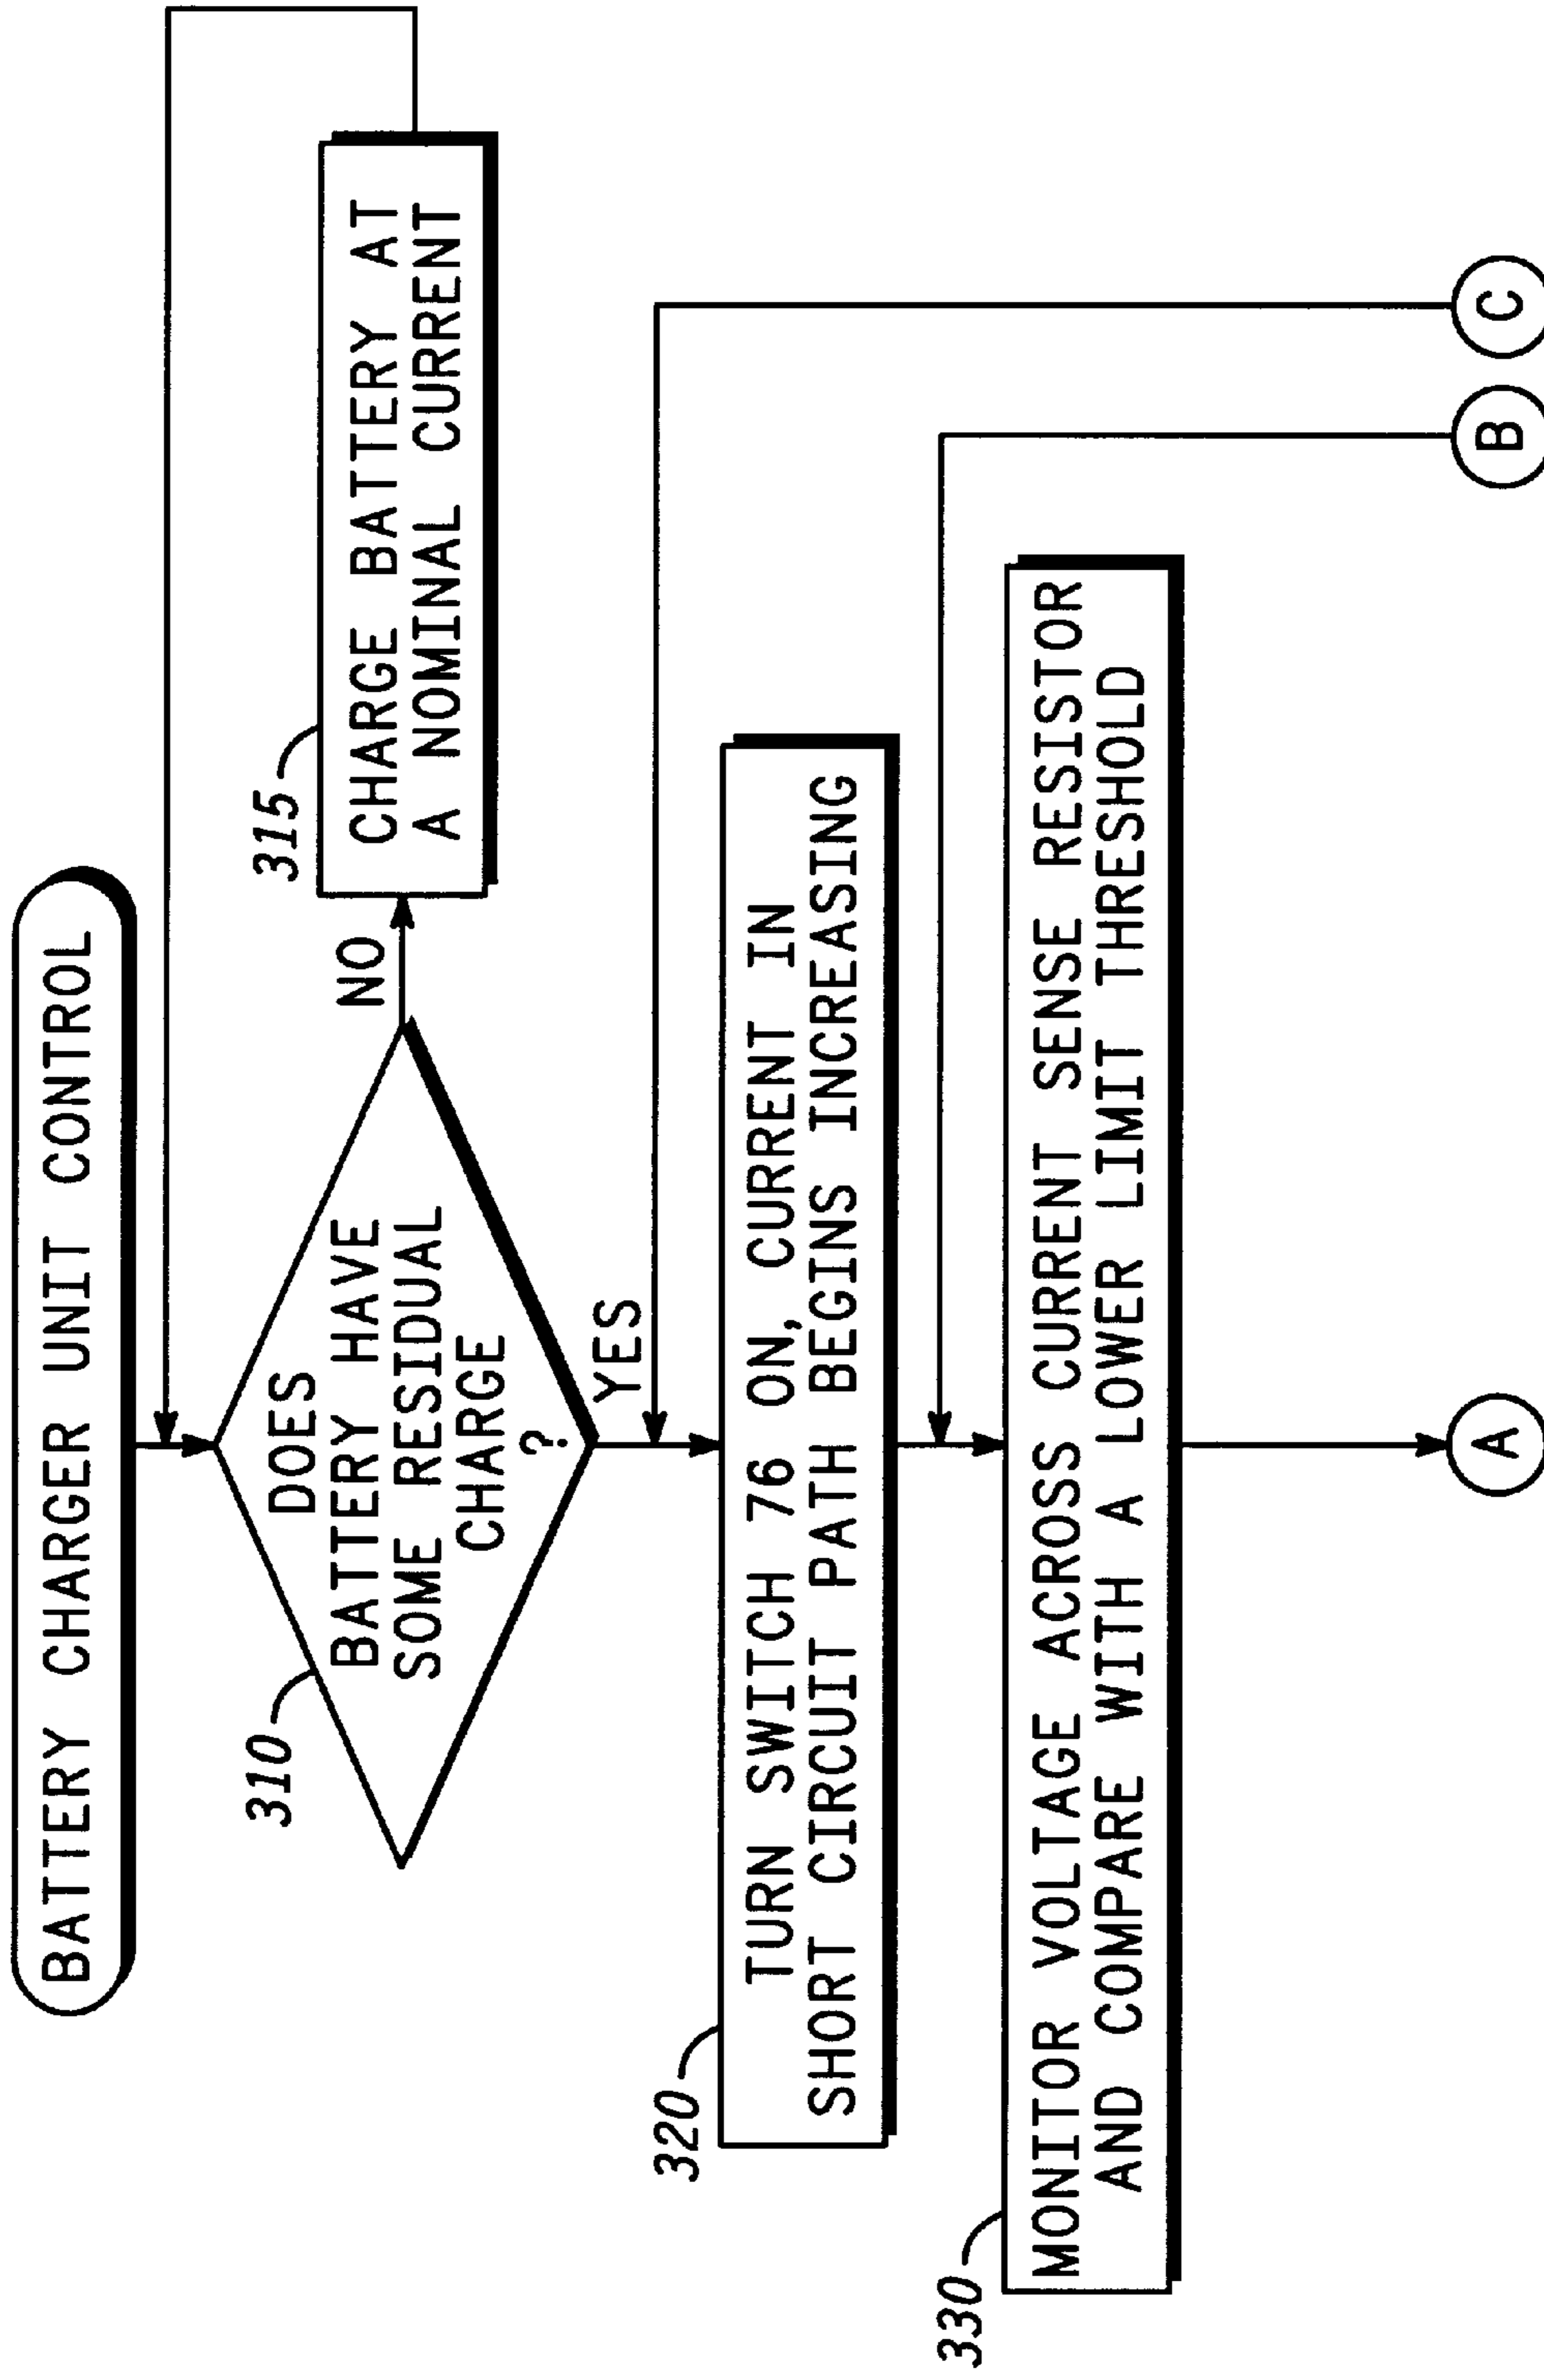 BATTERY CHARGER UNIT CONTROL
310
DOES
BATTERY HAVE
SOME RESIDUAL
CHARGE
?
NO
315
CHARGE BATTERY AT
A NOMINAL CURRENT
YES
320
TURN SWITCH 76 ON, CURRENT IN
SHORT CIRCUIT PATH BEGINS INCREASING
330
MONITOR VOLTAGE ACROSS CURRENT SENSE RESISTOR
AND COMPARE WITH A LOWER LIMIT THRESHOLD
A
B
C